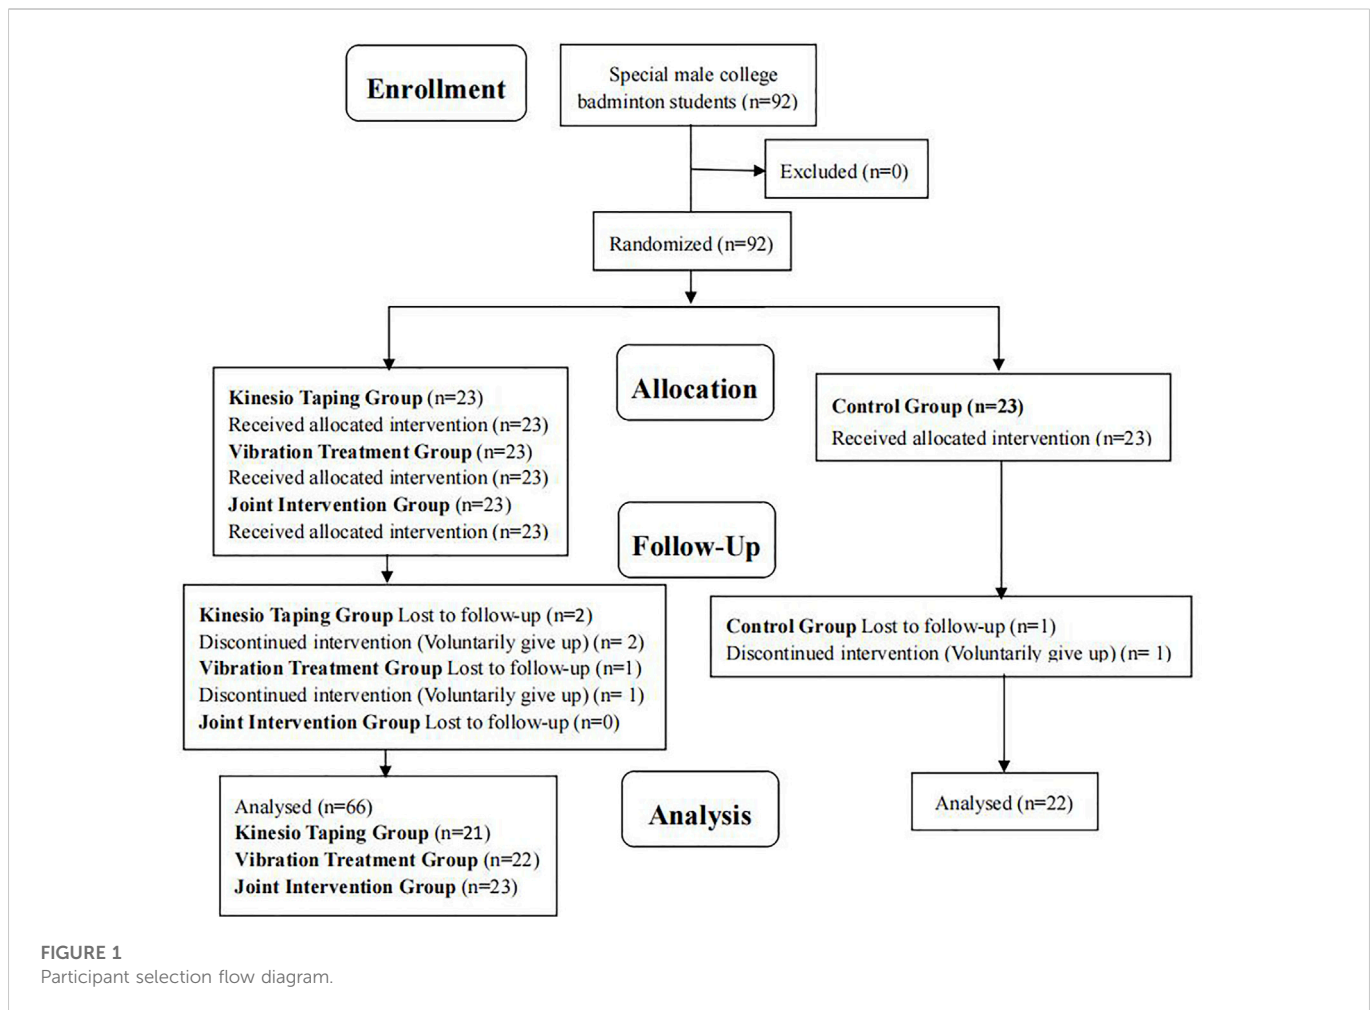 Enrollment
Special male college
badminton students (n=92)
Excluded (n=0)
Randomized (n=92)
Allocation
Kinesio Taping Group (n=23)
Received allocated intervention (n=23)
Vibration Treatment Group (n=23)
Received allocated intervention (n=23)
Joint Intervention Group (n=23)
Received allocated intervention (n=23)
Control Group (n=23)
Received allocated intervention (n=23)
Follow-Up
Kinesio Taping Group Lost to follow-up (n=2)
Discontinued intervention (Voluntarily give up) (n= 2)
Vibration Treatment Group Lost to follow-up (n=1)
Discontinued intervention (Voluntarily give up) (n= 1)
Joint Intervention Group Lost to follow-up (n=0)
Control Group Lost to follow-up (n=1)
Discontinued intervention (Voluntarily give up) (n= 1)
Analysis
Analysed (n=66)
Kinesio Taping Group (n=21)
Vibration Treatment Group (n=22)
Joint Intervention Group (n=23)
Analysed (n=22)
FIGURE 1
Participant selection flow diagram.